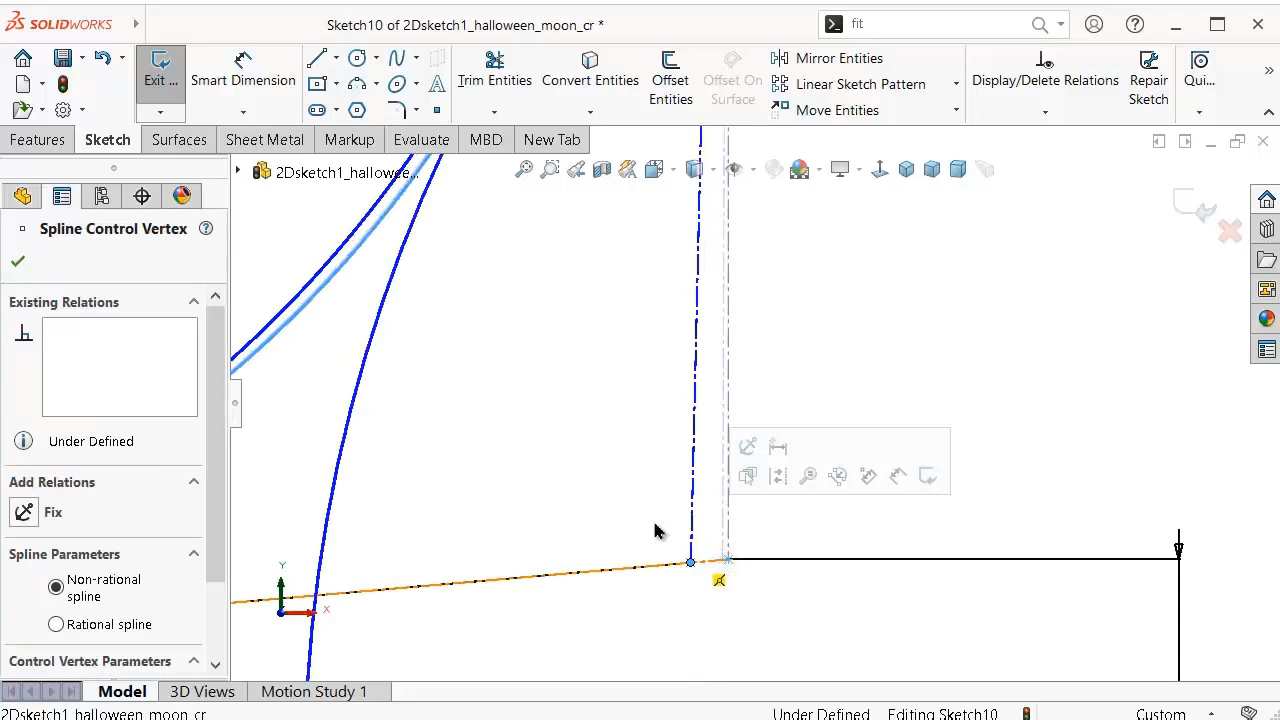 SOLIDWORKS
Sketch10 of 2Dsketch1_halloween_moon_cr *
fit
Exit ...
Smart Dimension
Trim Entities
Convert Entities
Offset
Entities
Offset On
Surface
Mirror Entities
Linear Sketch Pattern
Move Entities
Display/Delete Relations
Repair
Sketch
Qui...
Features
Sketch
Surfaces
Sheet Metal
Markup
Evaluate
MBD
New Tab
2Dsketch1_hallowee...
Spline Control Vertex
Existing Relations
Under Defined
Add Relations
Fix
Spline Parameters
Non-rational
spline
Rational spline
Control Vertex Parameters
Y
X
Model
3D Views
Motion Study 1
2Dsketch1_halloween_moon_cr
Under Defined
Editing Sketch10
Custom